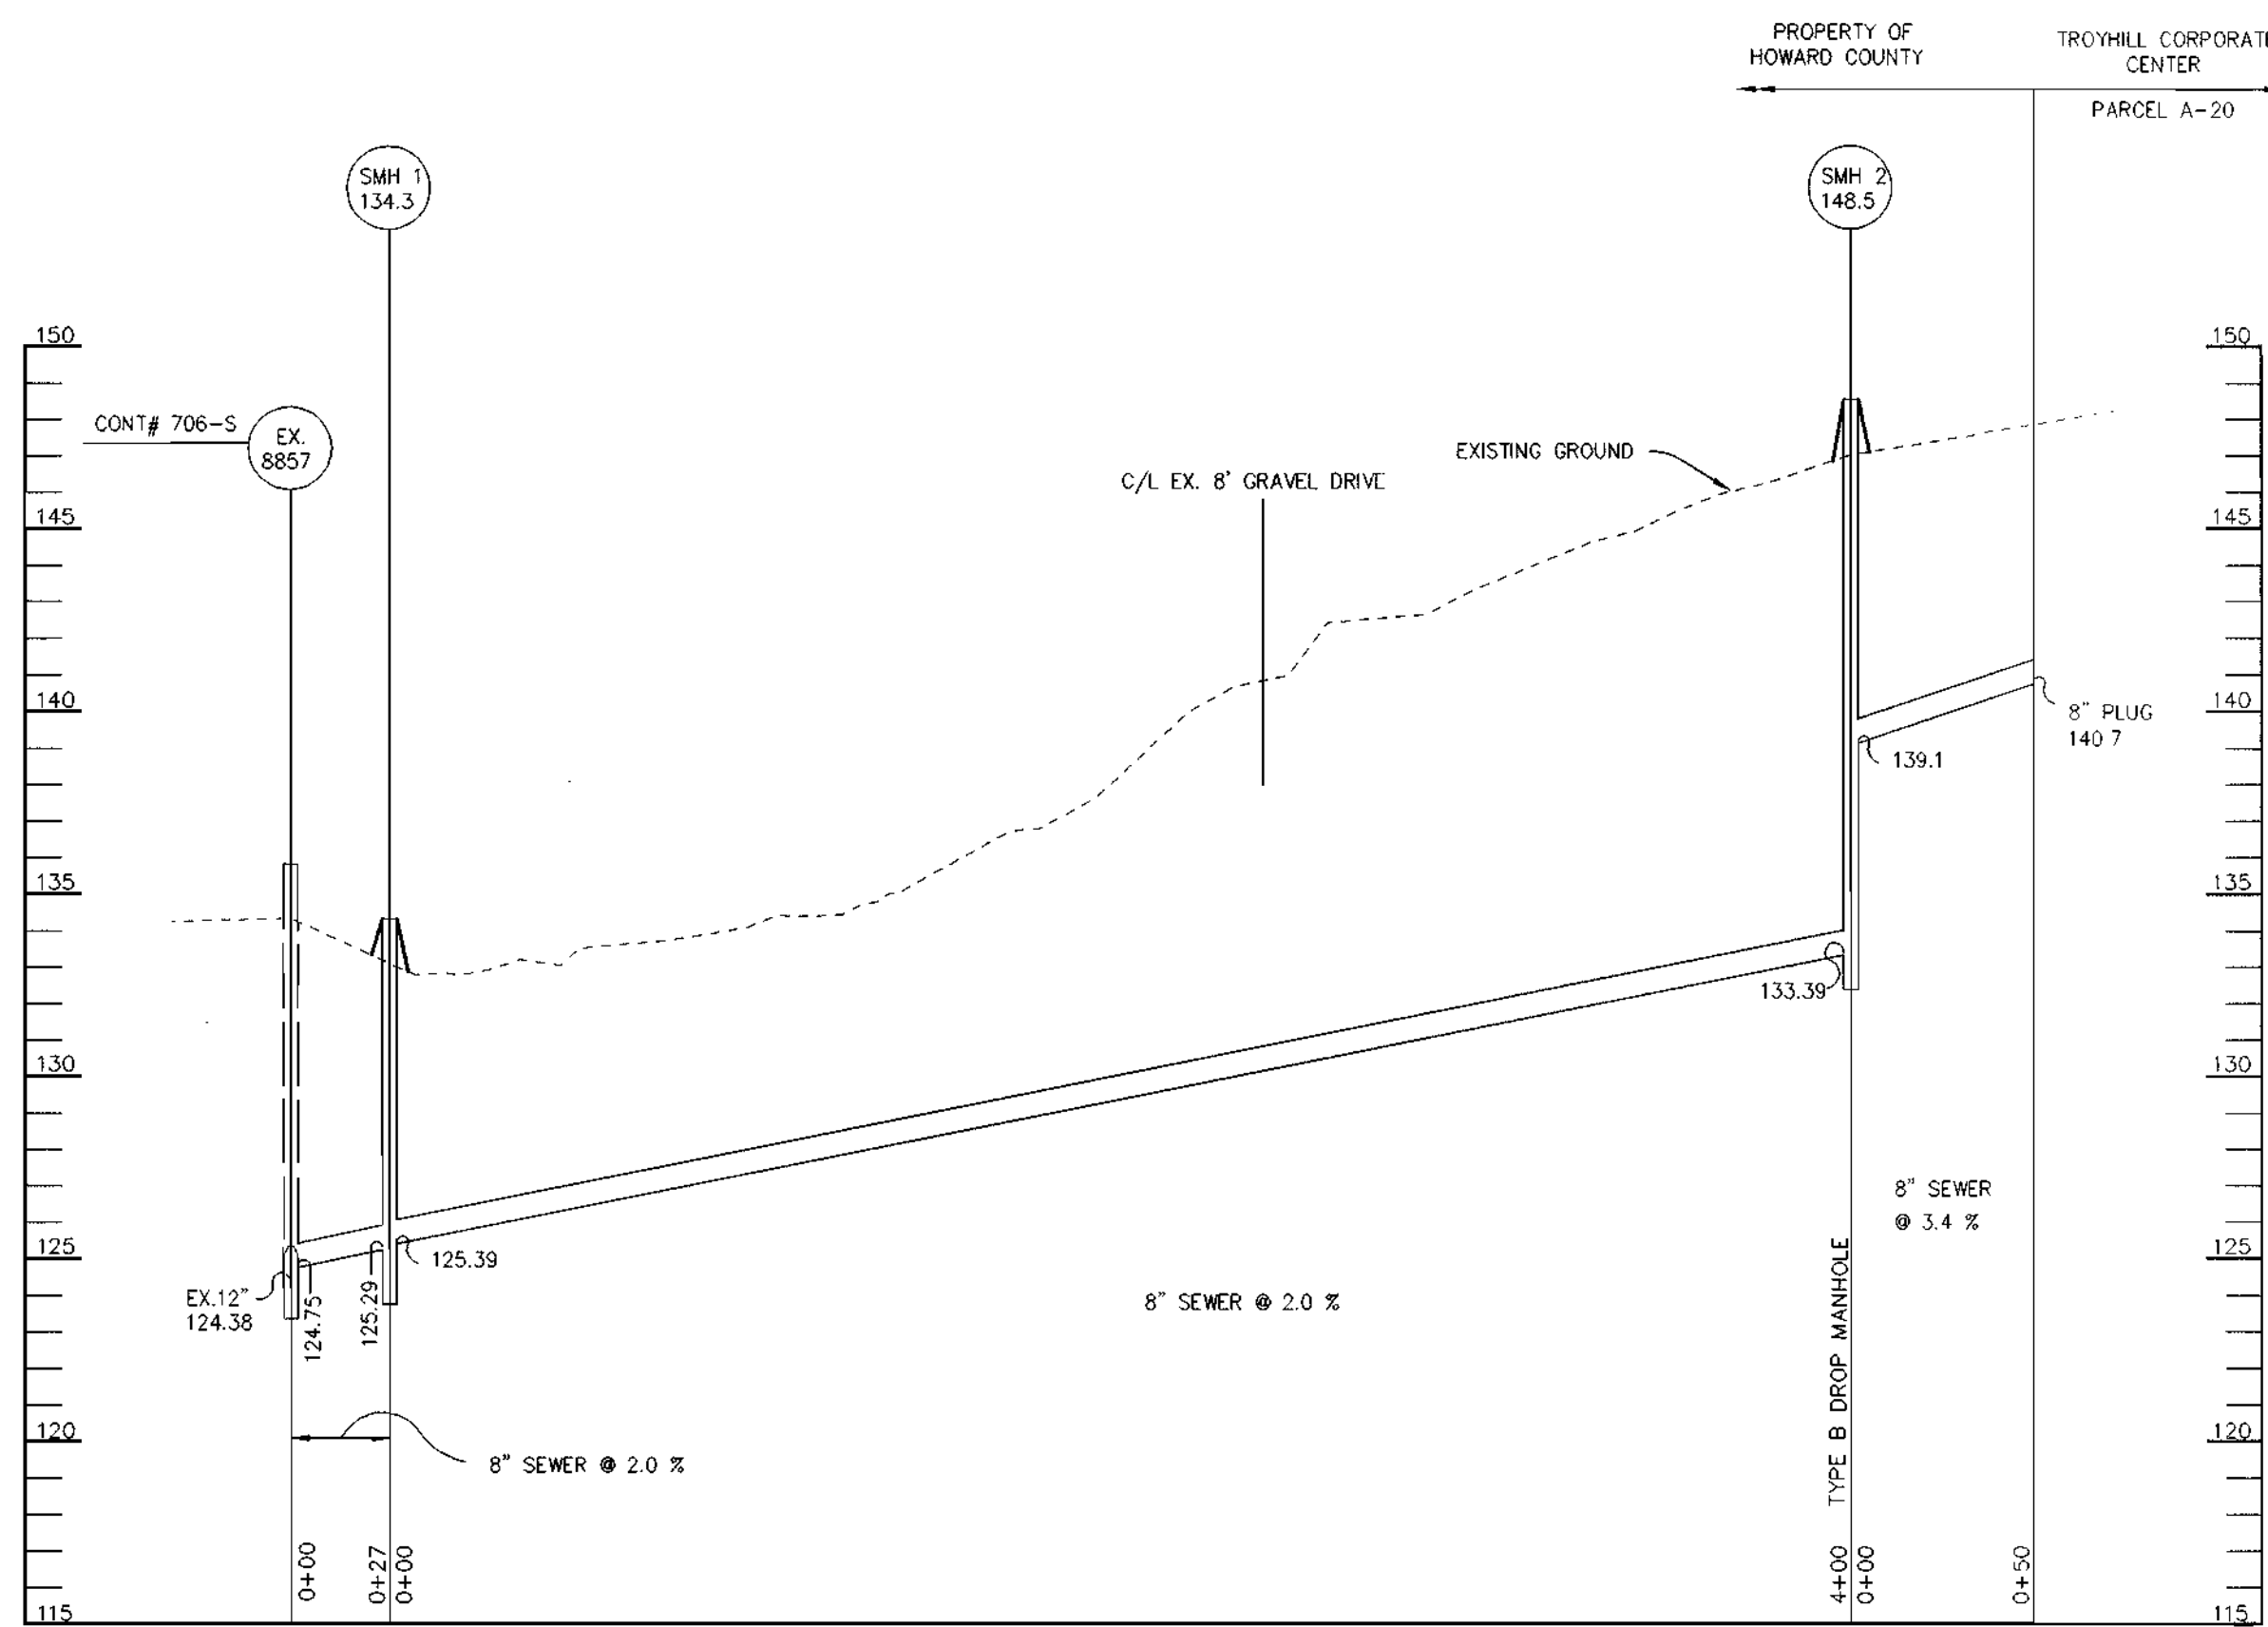 PROPERTY OF
HOWARD COUNTY
TROYHILL CORPORATE
CENTER
PARCEL A-20
SMH 1
134.3
SMH 2
148.5
150
150
CONT# 706-S
EX.
8857
EXISTING GROUND
C/L EX. 8' GRAVEL DRIVE
145
145
140
140
8" PLUG
140 7
139.1
135
135
133.39
130
130
8" SEWER
@ 3.4 %
125
125
125.39
EX.12"
124.38
124.75
125.29
8" SEWER @ 2.0 %
TYPE B DROP MANHOLE
120
120
8" SEWER @ 2.0 %
0+00
0+27
0+00
4+00
0+00
0+50
115
115